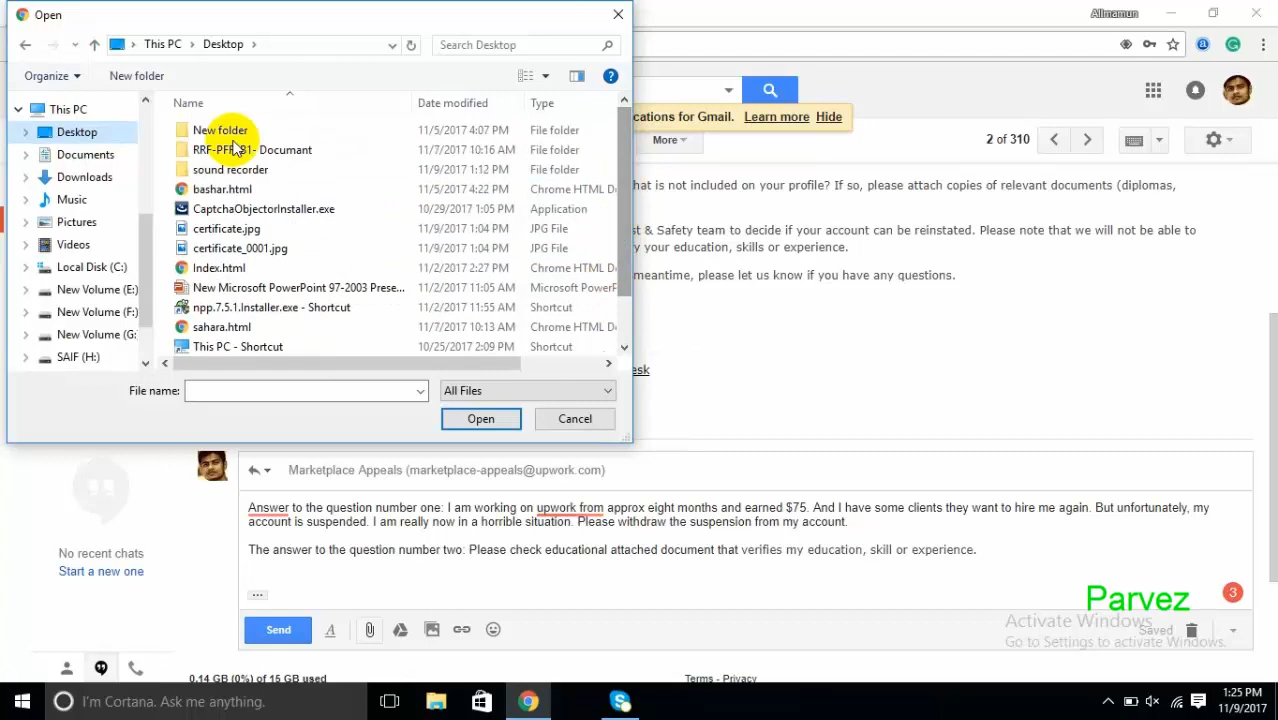 Open
Allmamun
This PC
Desktop
Search Desktop
Organize
New folder
cations for Gmail. Learn more Hide
Name
Date modified
Type
This PC
Desktop
Documents
Downloads
Music
Pictures
Videos
Local Disk (C:)
New Volume (E:)
New Volume (F:)
New Volume (G:
SAIF (H:)
New folder 11/5/2017 4:07 PM File folder
Documant 11/7/2017 10:16 AM File folder
sound recorder 11/9/2017 1:12 PM File folder
bashar.html 11/5/2017 4:22 PM Chrome HTML Do
CaptchaObjectorInstaller.exe 10/29/2017 1:05 PM Application
certificate.jpg 11/9/2017 1:04 PM JPG File
certificate_0001.jpg 11/9/2017 1:04 PM JPG File
Index.html 11/2/2017 2:27 PM Chrome HTML Do
New Microsoft PowerPoint 97-2003 Prese... 11/2/2017 11:05 AM Microsoft PowerP
npp.7.5.1.Installer.exe - Shortcut 11/2/2017 11:55 AM Shortcut
sahara.html 11/7/2017 10:13 AM Chrome HTML Do
This PC - Shortcut 10/25/2017 2:09 PM Shortcut
File name:
All Files
Open
Cancel
More
2 of 310
hat is not included on your profile? If so, please attach copies of relevant documents (diplomas,
st & Safety team to decide if your account can be reinstated. Please note that we will not be able to
y your education, skills or experience.
meantime, please let us know if you have any questions.
esk
Marketplace Appeals (marketplace-appeals@upwork.com)
Answer to the question number one: I am working on upwork from approx eight months and earned $75. And I have some clients they want to hire me again. But unfortunately, my
account is suspended. I am really now in a horrible situation. Please withdraw the suspension from my account.
The answer to the question number two: Please check educational attached document that verifies my education, skill or experience.
No recent chats
Start a new one
...
3
Parvez
Send
Saved
Activate Windows
Go to Settings to activate Windows.
0.14 GB (0%) of 15 GB used
Terms - Privacy
I'm Cortana. Ask me anything.
1:25 PM
11/9/2017